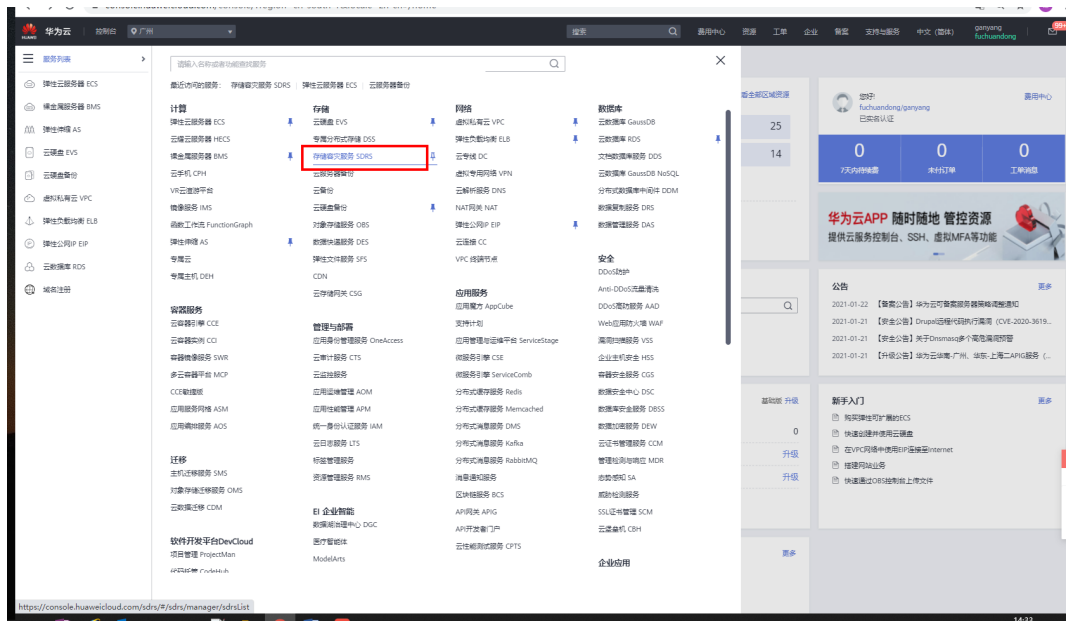 华为云 控制台 广州 搜索 费用中心 资源 工单 企业 备案 支持与服务 中文 (简体) ganyang fuchuandong 99+
HUAWEI
服务列表
弹性云服务器 ECS
裸金属服务器 BMS
弹性伸缩 AS
云硬盘 EVS
云硬盘备份
虚拟私有云 VPC
弹性负载均衡 ELB
弹性公网IP EIP
云数据库 RDS
域名注册
请输入名称或者功能查找服务
最近访问的服务: 存储容灾服务 SDRS 弹性云服务器 ECS 云服务器备份
计算
弹性云服务器 ECS
云耀云服务器 HECS
裸金属服务器 BMS
云手机 CPH
VR云渲游平台
镜像服务 IMS
函数工作流 FunctionGraph
弹性伸缩 AS
专属云
专属主机 DEH
容器服务
云容器引擎 CCE
云容器实例 CCI
容器镜像服务 SWR
多云容器平台 MCP
CCE敏捷版
应用服务网格 ASM
应用编排服务 AOS
迁移
主机迁移服务 SMS
对象存储迁移服务 OMS
云数据迁移 CDM
软件开发平台DevCloud
项目管理 ProjectMan
代码托管 CodeHub
存储
云硬盘 EVS
专属分布式存储 DSS
存储容灾服务 SDRS
云服务器备份
云备份
云硬盘备份
对象存储服务 OBS
数据快递服务 DES
弹性文件服务 SFS
CDN
云存储网关 CSG
管理与部署
应用身份管理服务 OneAccess
云审计服务 CTS
云监控服务
应用运维管理 AOM
应用性能管理 APM
统一身份认证服务 IAM
云日志服务 LTS
标签管理服务
资源管理服务 RMS
EI 企业智能
数据湖治理中心 DGC
医疗智能体
ModelArts
网络
虚拟私有云 VPC
弹性负载均衡 ELB
云专线 DC
虚拟专用网络 VPN
云解析服务 DNS
NAT网关 NAT
弹性公网IP EIP
云连接 CC
VPC 终端节点
应用服务
应用魔方 AppCube
支持计划
应用管理与运维平台 ServiceStage
微服务引擎 CSE
微服务引擎 ServiceComb
分布式缓存服务 Redis
分布式缓存服务 Memcached
分布式消息服务 DMS
分布式消息服务 Kafka
分布式消息服务 RabbitMQ
消息通知服务
区块链服务 BCS
API网关 APIG
API开发者门户
云性能测试服务 CPTS
数据库
云数据库 GaussDB
云数据库 RDS
文档数据库服务 DDS
云数据库 GaussDB NoSQL
分布式数据库中间件 DDM
数据复制服务 DRS
数据管理服务 DAS
安全
DDoS防护
Anti-DDoS流量清洗
DDoS高防服务 AAD
Web应用防火墙 WAF
漏洞扫描服务 VSS
企业主机安全 HSS
容器安全服务 CGS
数据安全中心 DSC
数据库安全服务 DBSS
数据加密服务 DEW
云证书管理服务 CCM
管理检测与响应 MDR
态势感知 SA
威胁检测服务
SSL证书管理 SCM
云堡垒机 CBH
企业应用
看全部区域资源
25
14
基础版 升级
0
升级
升级
更多
您好! 费用中心
fuchuandong/ganyang
已实名认证
0 0 0
7天内待续费 未付订单 工单消息
华为云APP 随时随地 管控资源
提供云服务控制台、SSH、虚拟MFA等功能
公告 更多
2021-01-22 【备案公告】华为云可备案服务器策略调整通知
2021-01-21 【安全公告】Drupal远程代码执行漏洞 (CVE-2020-3619...
2021-01-21 【安全公告】关于Dnsmasq多个高危漏洞预警
2021-01-21 【升级公告】华为云华南-广州、华东-上海二APIG服务 (...
新手入门 更多
购买弹性可扩展的ECS
快速创建并使用云硬盘
在VPC网络中使用EIP连接至Internet
搭建网站业务
快速通过OBS控制台上传文件
https://console.huaweicloud.com/sdrs/#/sdrs/manager/sdrsList
14:33